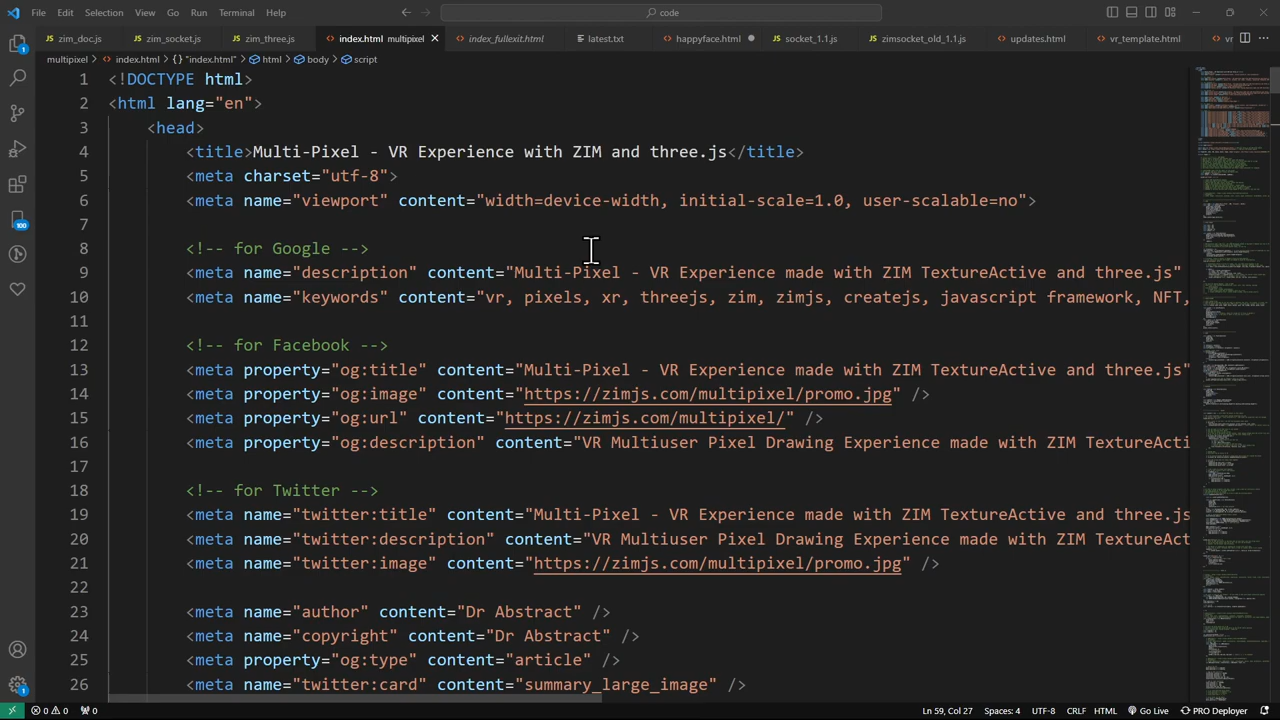 File Edit Selection View Go Run Terminal Help
code
zim_doc.js zim_socket.js zim_three.js index.html multipixel index_fullexit.html latest.txt happyface.html socket_1.1.js zimsocket_old_1.1.js updates.html vr_template.html vr
multipixel > index.html > {} "index.html" > html > body > script
1 <!DOCTYPE html>
2 <html lang="en">
3 <head>
4 <title>Multi-Pixel - VR Experience with ZIM and three.js</title>
5 <meta charset="utf-8">
6 <meta name="viewport" content="width=device-width, initial-scale=1.0, user-scalable=no">
7
8 <!-- for Google -->
9 <meta name="description" content="Multi-Pixel - VR Experience made with ZIM TextureActive and three.js"
10 <meta name="keywords" content="vr, pixels, xr, threejs, zim, zimjs, createjs, javascript framework, NFT,
11
12 <!-- for Facebook -->
13 <meta property="og:title" content="Multi-Pixel - VR Experience made with ZIM TextureActive and three.js"
14 <meta property="og:image" content="https://zimjs.com/multipixel/promo.jpg" />
15 <meta property="og:url" content="https://zimjs.com/multipixel/" />
16 <meta property="og:description" content="VR Multiuser Pixel Drawing Experience made with ZIM TextureActi
17
18 <!-- for Twitter -->
19 <meta name="twitter:title" content="Multi-Pixel - VR Experience made with ZIM TextureActive and three.js
20 <meta name="twitter:description" content="VR Multiuser Pixel Drawing Experience made with ZIM TextureAct
21 <meta name="twitter:image" content="https://zimjs.com/multipixel/promo.jpg" />
22
23 <meta name="author" content="Dr Abstract" />
24 <meta name="copyright" content="Dr Abstract" />
25 <meta property="og:type" content="article" />
26 <meta name="twitter:card" content="summary_large_image" />
1
100
1
0 0 0 Ln 59, Col 27 Spaces: 4 UTF-8 CRLF HTML Go Live PRO Deployer